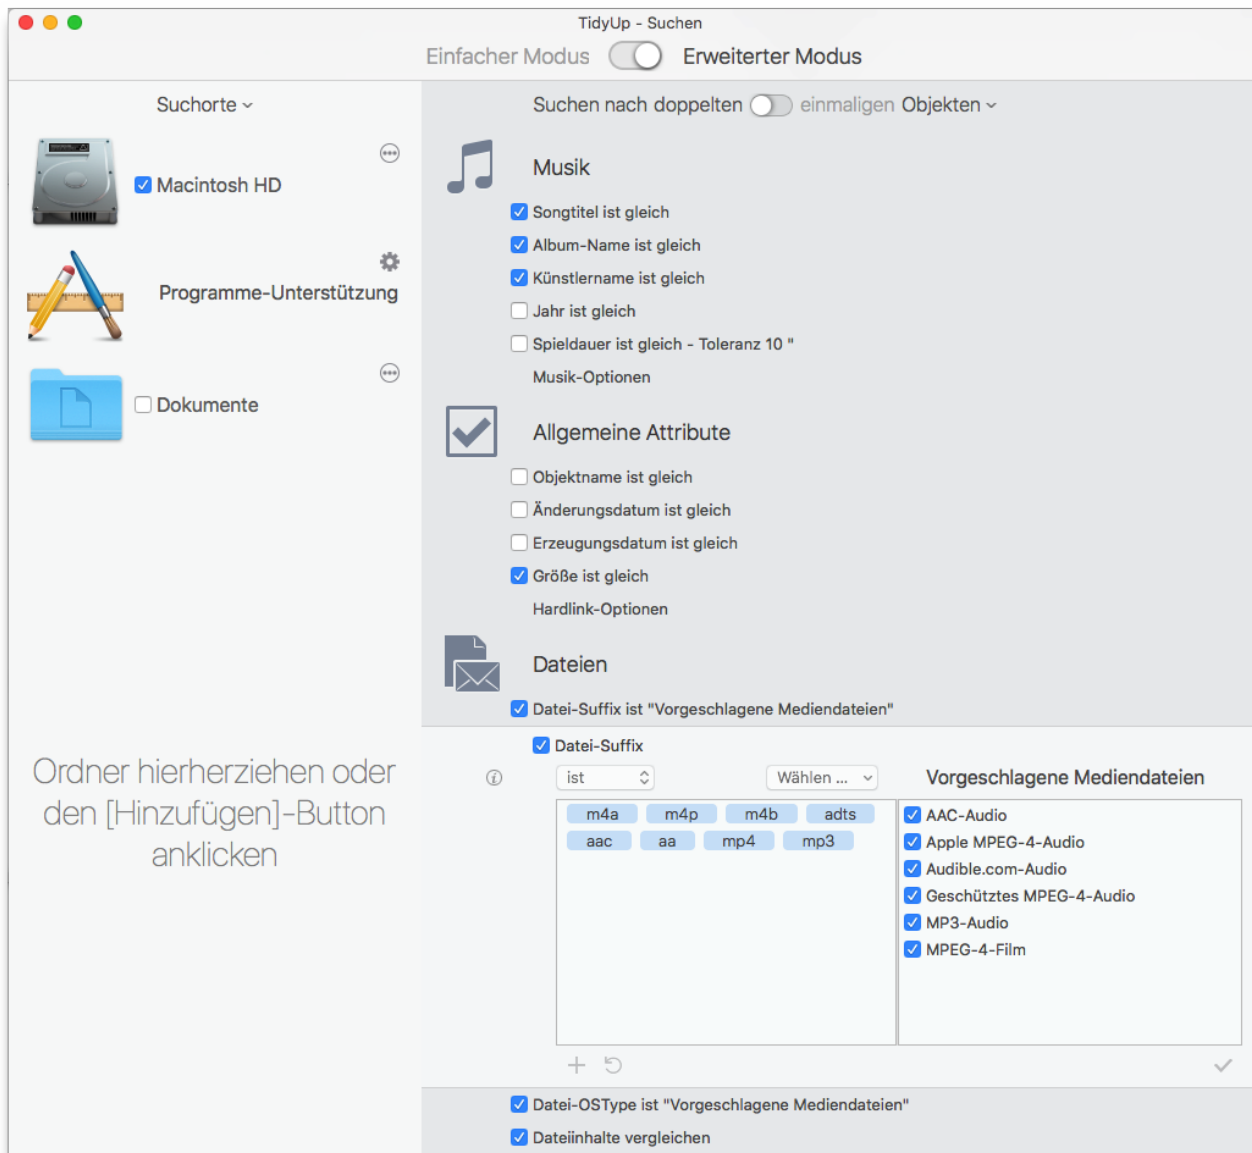 TidyUp - Suchen
Einfacher Modus Erweiterter Modus
Suchorte
Macintosh HD
Programme-Unterstützung
Dokumente
Ordner hierherziehen oder
den [Hinzufügen]-Button
anklicken
Suchen nach doppelten einmaligen Objekten
Musik
Songtitel ist gleich
Album-Name ist gleich
Künstlername ist gleich
Jahr ist gleich
Spieldauer ist gleich - Toleranz 10 "
Musik-Optionen
Allgemeine Attribute
Objektname ist gleich
Änderungsdatum ist gleich
Erzeugungsdatum ist gleich
Größe ist gleich
Hardlink-Optionen
Dateien
Datei-Suffix ist "Vorgeschlagene Mediendateien"
Datei-Suffix
ist Wählen ... Vorgeschlagene Mediendateien
m4a m4p m4b adts
aac aa mp4 mp3
AAC-Audio
Apple MPEG-4-Audio
Audible.com-Audio
Geschütztes MPEG-4-Audio
MP3-Audio
MPEG-4-Film
Datei-OSType ist "Vorgeschlagene Mediendateien"
Dateiinhalte vergleichen